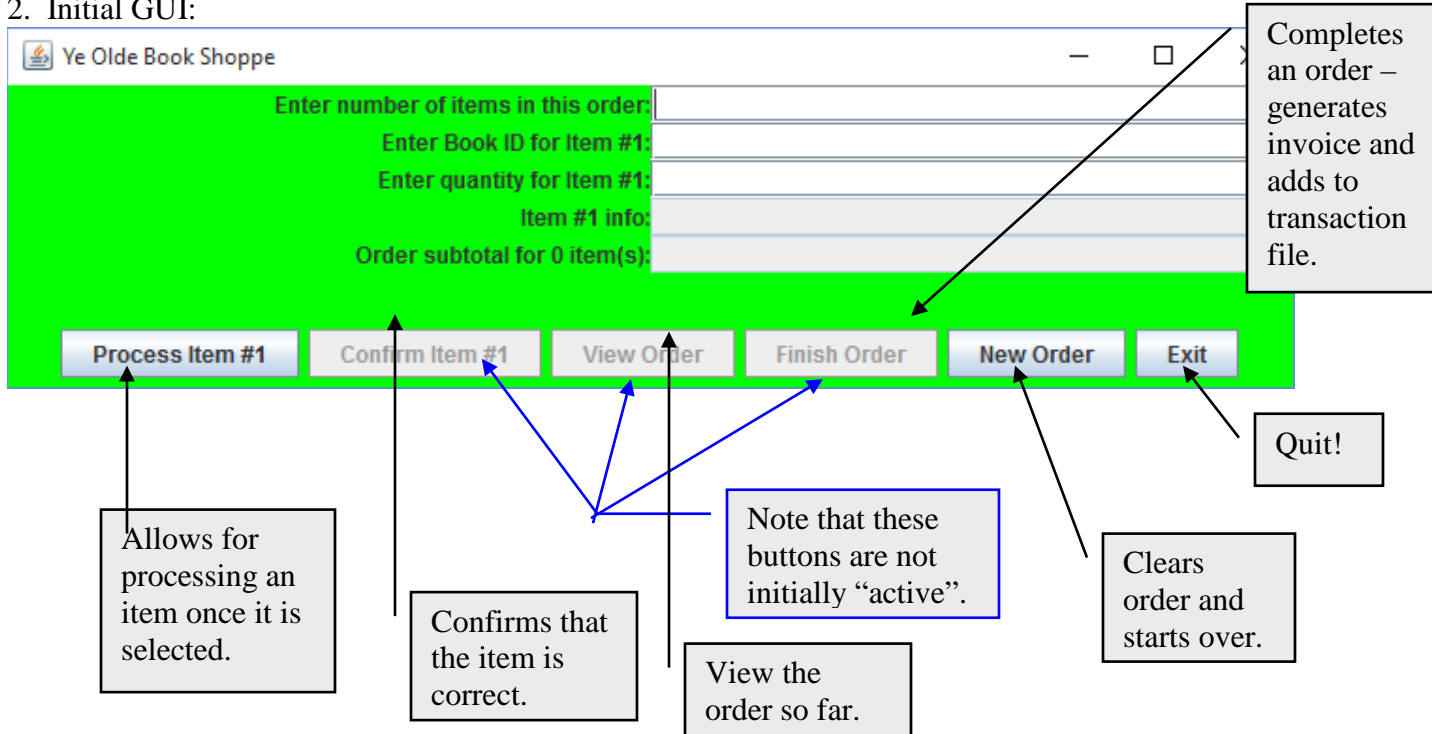 2. Initial GUI:
Ye Olde Book Shoppe
Enter number of items in this order:
Enter Book ID for Item #1:
Enter quantity for Item #1:
Item #1 info:
Order subtotal for 0 item(s):
Process Item #1
Confirm Item #1
View Order
Finish Order
New Order
Exit
Completes
an order –
generates
invoice and
adds to
transaction
file.
Quit!
Allows for
processing an
item once it is
selected.
Confirms that
the item is
correct.
View the
order so far.
Note that these
buttons are not
initially “active”.
Clears
order and
starts over.